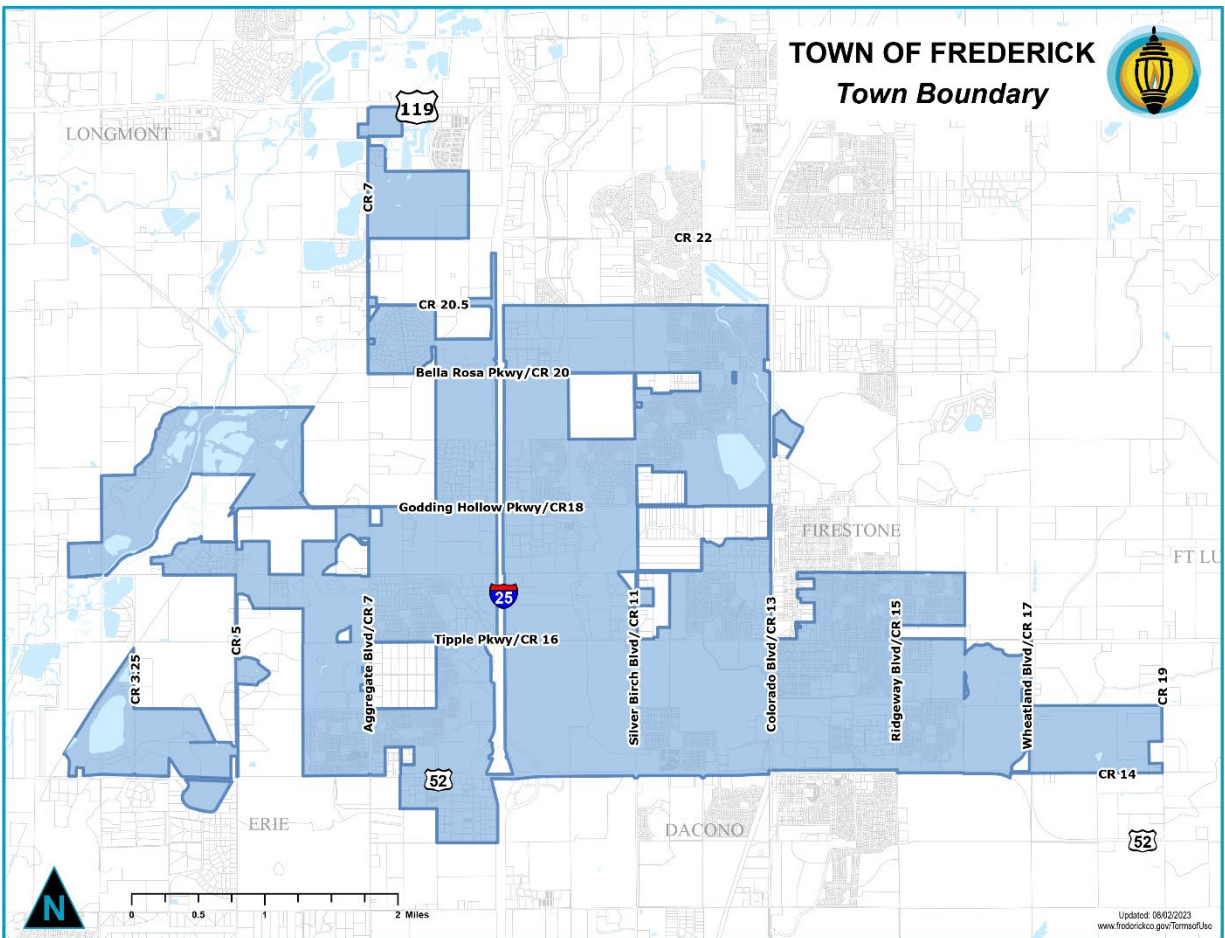 TOWN OF FREDERICK
Town Boundary
119
LONGMONT
CR 7
CR 22
CR 20.5
Bella Rosa Pkwy/CR 20
Godding Hollow Pkwy/CR18
FIRESTONE
FT LU
25
Tipple Pkwy/CR 16
CR 3.25
CR 5
Aggregate Blvd/CR 7
Silver Birch Blvd/ CR 11
Colorado Blvd/CR 13
Ridgeway Blvd/CR 15
Wheatland Blvd/CR 17
CR 19
CR 14
52
ERIE
DACONO
52
N
0 0.5 1 2 Miles
Updated: 08/02/2023
www.frederickco.gov/TermsofUse